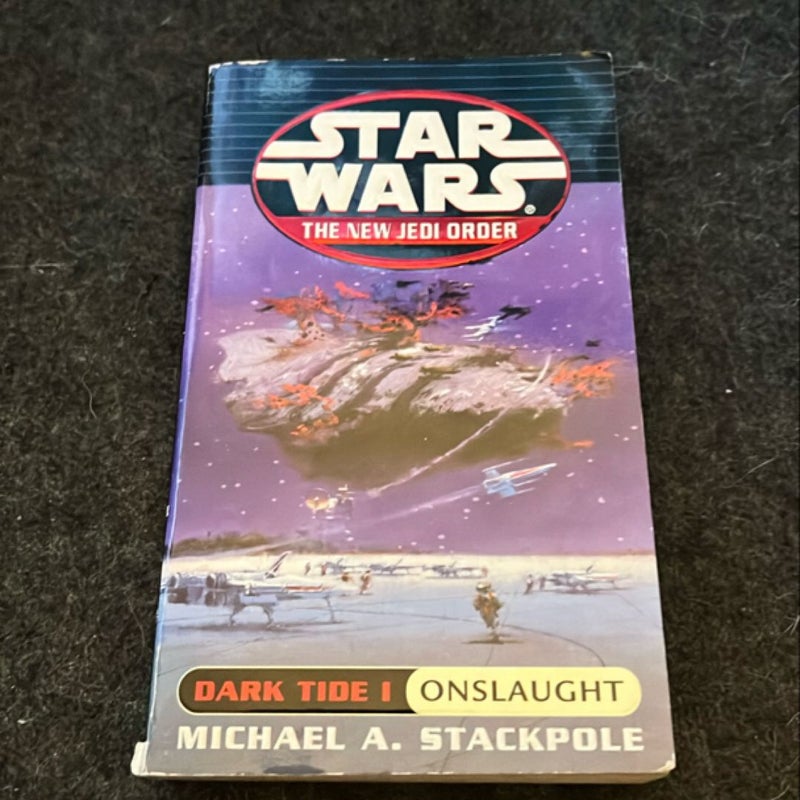 STAR
WARS®
THE NEW JEDI ORDER
DARK TIDE I ONSLAUGHT
MICHAEL A. STACKPOLE